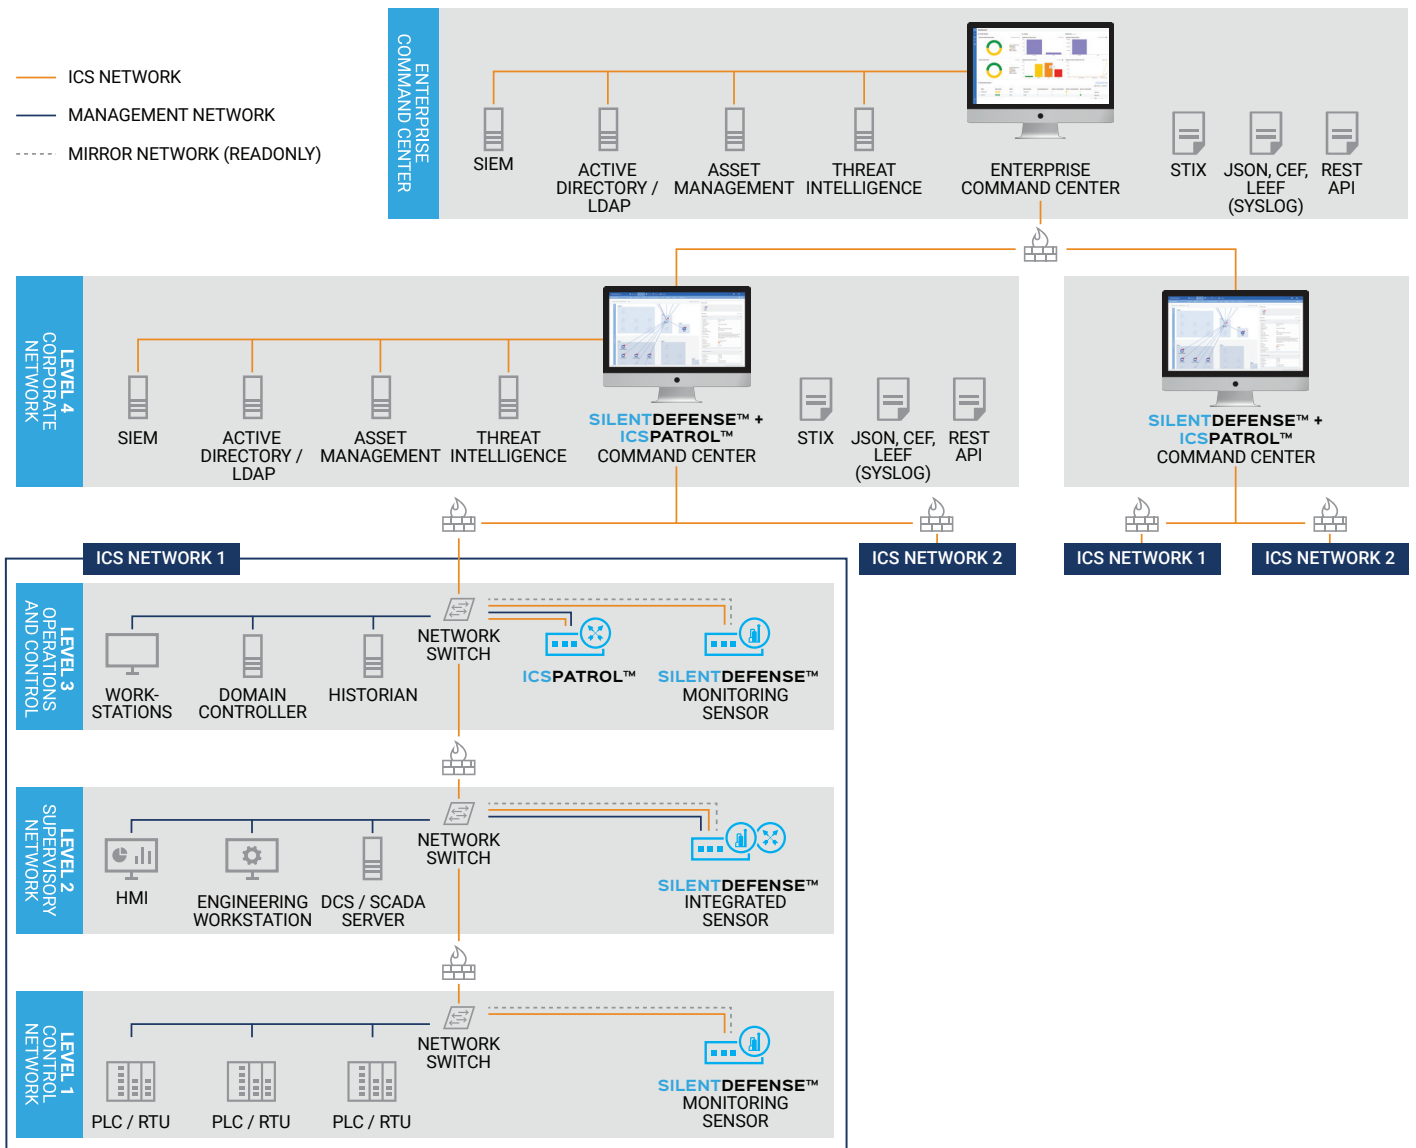 ICS NETWORK
MANAGEMENT NETWORK
MIRROR NETWORK (READONLY)
ENTERPRISE
COMMAND CENTER
SIEM
ACTIVE
DIRECTORY /
LDAP
ASSET
MANAGEMENT
THREAT
INTELLIGENCE
ENTERPRISE
COMMAND CENTER
STIX
JSON, CEF,
LEEF
(SYSLOG)
REST
API
LEVEL 4
CORPORATE
NETWORK
SIEM
ACTIVE
DIRECTORY /
LDAP
ASSET
MANAGEMENT
THREAT
INTELLIGENCE
SILENTDEFENSE™ +
ICSPATROL™
COMMAND CENTER
STIX
JSON, CEF,
LEEF
(SYSLOG)
REST
API
SILENTDEFENSE™ +
ICSPATROL™
COMMAND CENTER
ICS NETWORK 1
ICS NETWORK 2
ICS NETWORK 1
ICS NETWORK 2
LEVEL 3
OPERATIONS
AND CONTROL
WORK-
STATIONS
DOMAIN
CONTROLLER
HISTORIAN
NETWORK
SWITCH
ICSPATROL™
SILENTDEFENSE™
MONITORING
SENSOR
LEVEL 2
SUPERVISORY
NETWORK
HMI
ENGINEERING
WORKSTATION
DCS / SCADA
SERVER
NETWORK
SWITCH
SILENTDEFENSE™
INTEGRATED
SENSOR
LEVEL 1
CONTROL
NETWORK
PLC / RTU
PLC / RTU
PLC / RTU
NETWORK
SWITCH
SILENTDEFENSE™
MONITORING
SENSOR